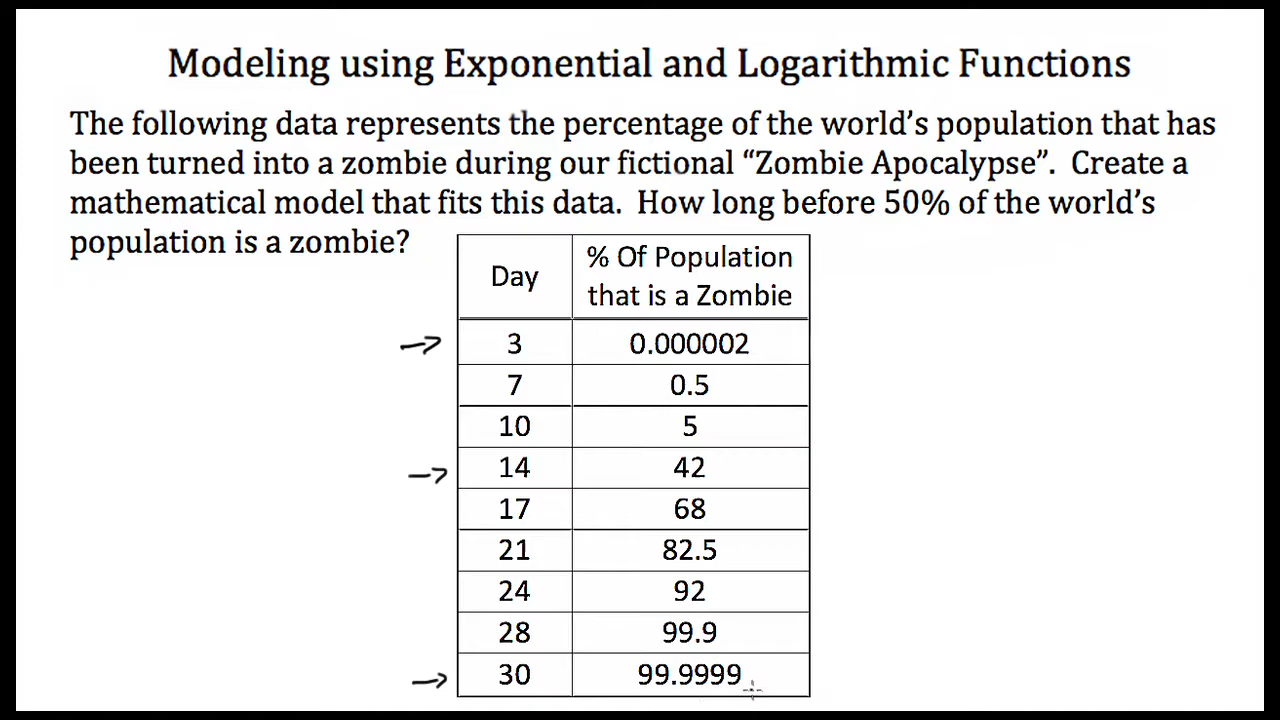 Modeling using Exponential and Logarithmic Functions
The following data represents the percentage of the world’s population that has
been turned into a zombie during our fictional “Zombie Apocalypse”. Create a
mathematical model that fits this data. How long before 50% of the world’s
population is a zombie?
Day % Of Population
that is a Zombie
3 0.000002
7 0.5
10 5
14 42
17 68
21 82.5
24 92
28 99.9
30 99.9999